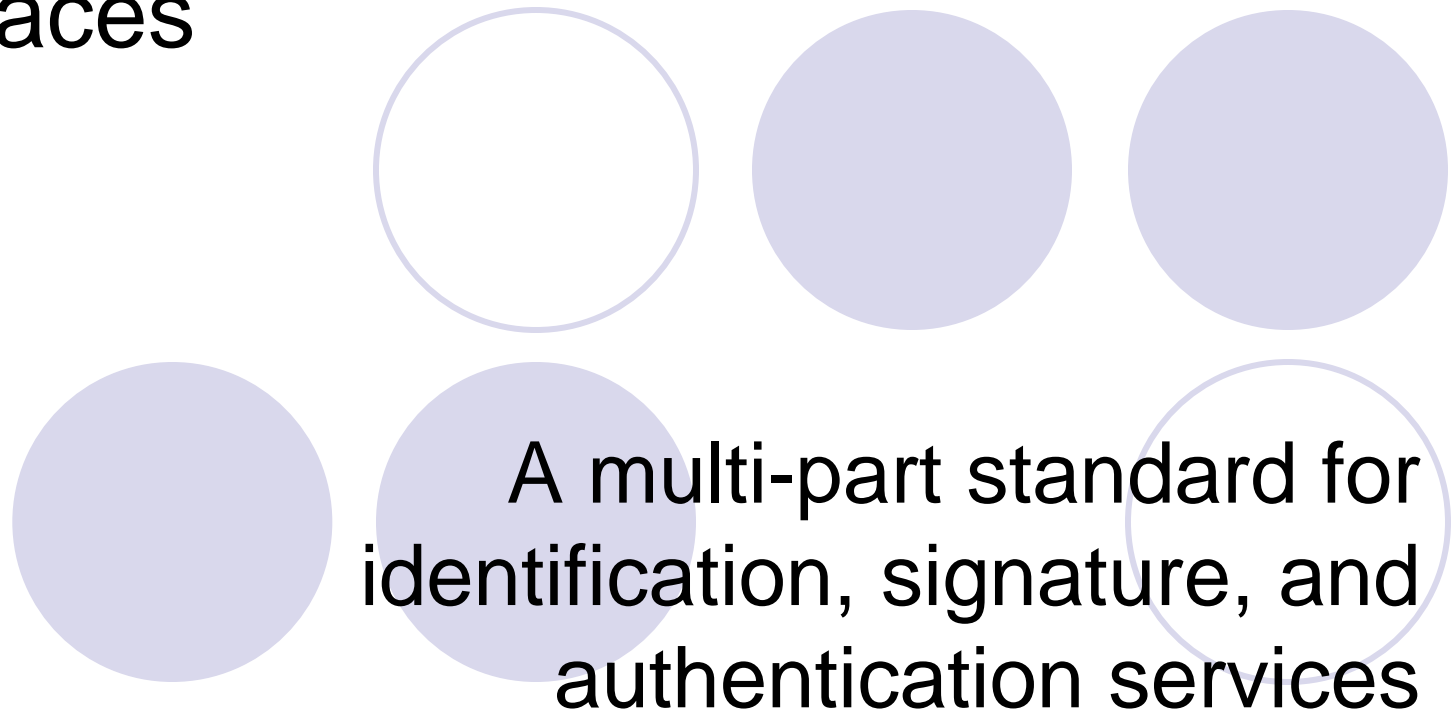 aces
A multi-part standard for
identification, signature, and
authentication services